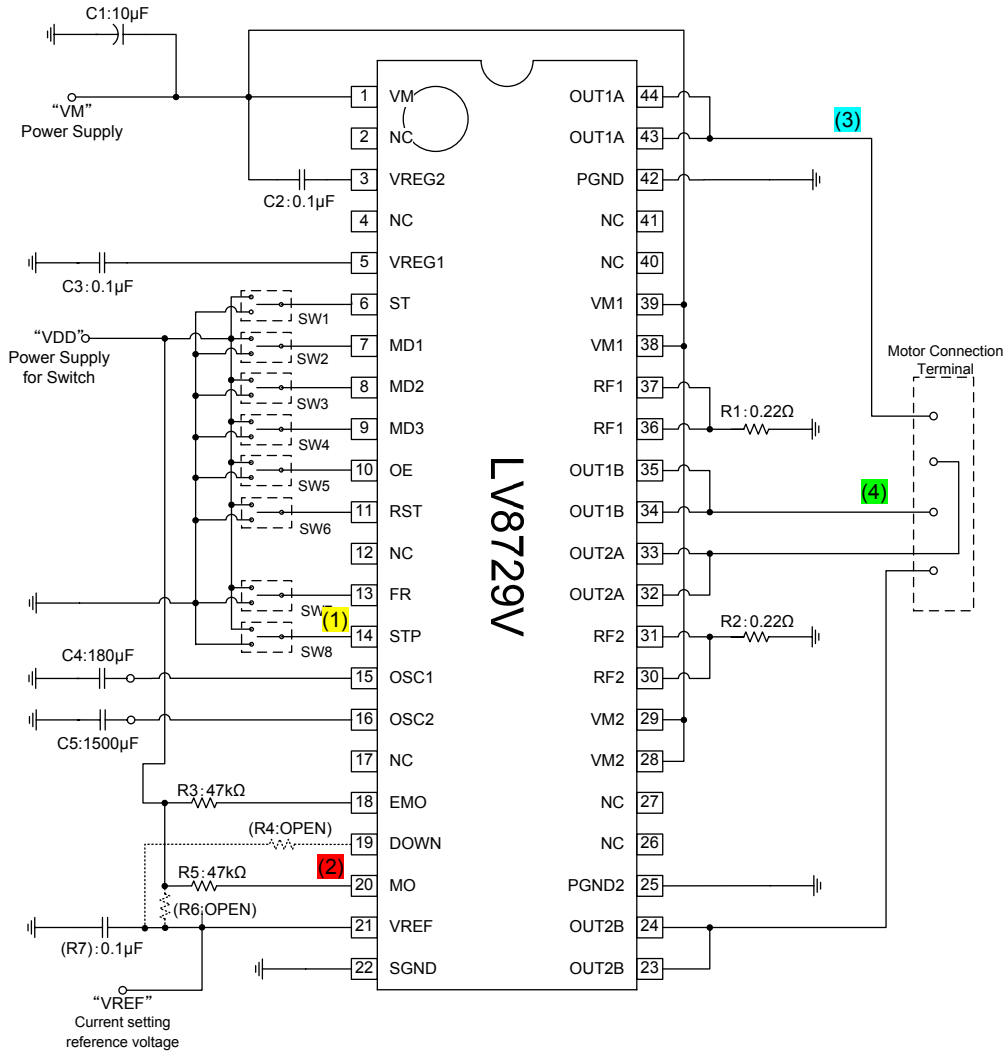 C1:10µF
“VM”
Power Supply
C2:0.1µF
C3:0.1µF
“VDD”
Power Supply
for Switch
SW1
SW2
SW3
SW4
SW5
SW6
SW
(1)
SW8
C4:180µF
C5:1500µF
R3:47kΩ
(R4:OPEN)
(2)
R5:47kΩ
(R6:OPEN)
(R7):0.1µF
“VREF”
Current setting
reference voltage
1 VM
2 NC
3 VREG2
4 NC
5 VREG1
6 ST
7 MD1
8 MD2
9 MD3
10 OE
11 RST
12 NC
13 FR
14 STP
15 OSC1
16 OSC2
17 NC
18 EMO
19 DOWN
20 MO
21 VREF
22 SGND
LV8729V
OUT1A 44
OUT1A 43
PGND 42
NC 41
NC 40
VM1 39
VM1 38
RF1 37
RF1 36
OUT1B 35
OUT1B 34
OUT2A 33
OUT2A 32
RF2 31
RF2 30
VM2 29
VM2 28
NC 27
NC 26
PGND2 25
OUT2B 24
OUT2B 23
(3)
R1:0.22Ω
(4)
R2:0.22Ω
Motor Connection
Terminal